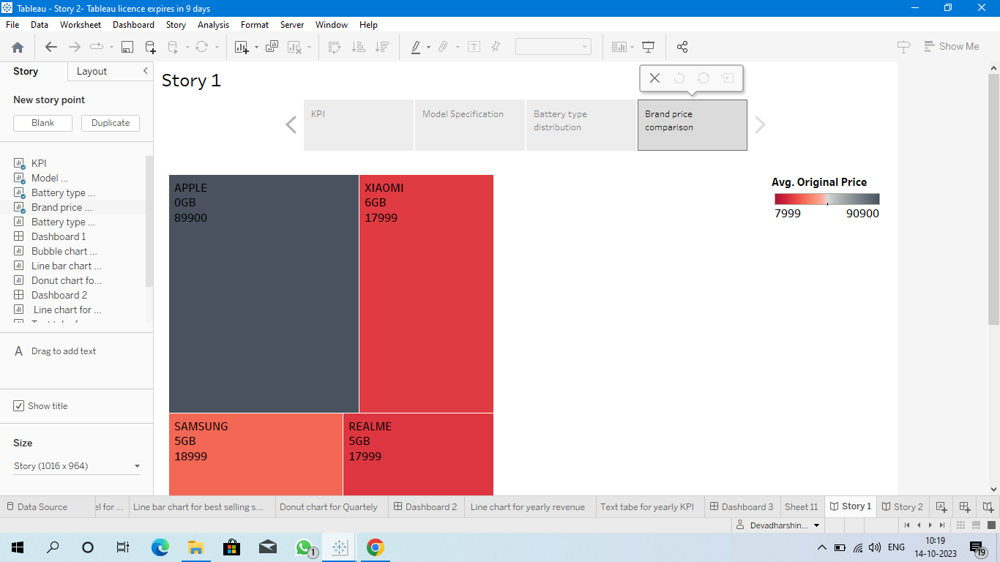 Tableau - Story 2- Tableau licence expires in 9 days
File Data Worksheet Dashboard Story Analysis Format Server Window Help
Show Me
Story Layout
New story point
Blank Duplicate
KPI
Model ...
Battery type ...
Brand price ...
Battery type ...
Dashboard 1
Bubble chart ...
Line bar chart ...
Donut chart fo...
Dashboard 2
Line chart for ...
A Drag to add text
Show title
Size
Story (1016 x 964)
Story 1
KPI
Model Specification
Battery type
distribution
Brand price
comparison
APPLE
0GB
89900
XIAOMI
6GB
17999
SAMSUNG
5GB
18999
REALME
5GB
17999
Avg. Original Price
7999 90900
Data Source el for ... Line bar chart for best selling s... Donut chart for Quartely Dashboard 2 Line chart for yearly revenue Text tabe for yearly KPI Dashboard 3 Sheet 11 Story 1 Story 2
Devadharshin...
1
ENG
10:19
14-10-2023
19